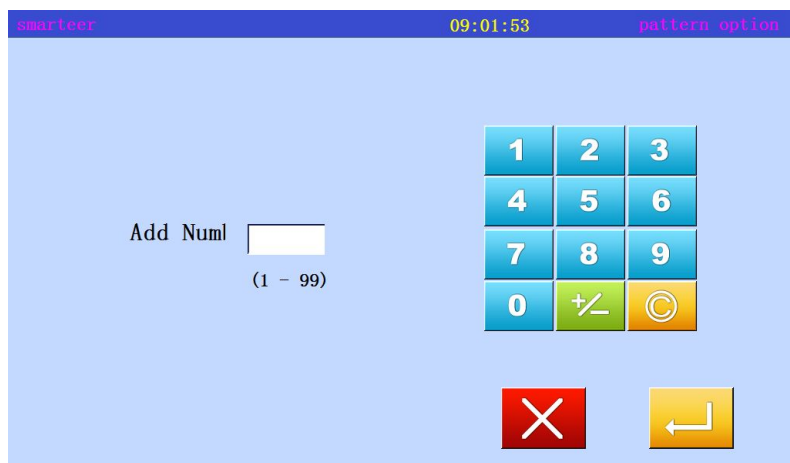 smarteer 09:01:53 pattern option
1 2 3
4 5 6
Add Numl
7 8 9
(1 - 99)
0 +/- ©